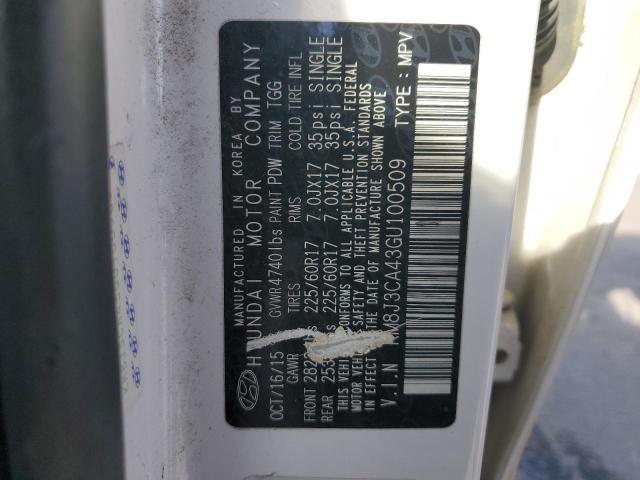 MANUFACTURED IN KOREA BY
HYUNDAI MOTOR COMPANY
OCT/16/15 GVWR 4740lbs PAINT PDW TRIM TGG
GAWR TIRES RIMS COLD TIRE INFL
FRONT 225/60R17 7.0JX17 35psi SINGLE
REAR 225/60R17 7.0JX17 35psi SINGLE
THIS VEHICLE CONFORMS TO ALL APPLICABLE U.S.A. FEDERAL
MOTOR VEHICLE SAFETY AND THEFT PREVENTION STANDARDS
IN EFFECT ON THE DATE OF MANUFACTURE SHOWN ABOVE
V.I.N TYPE: MPV